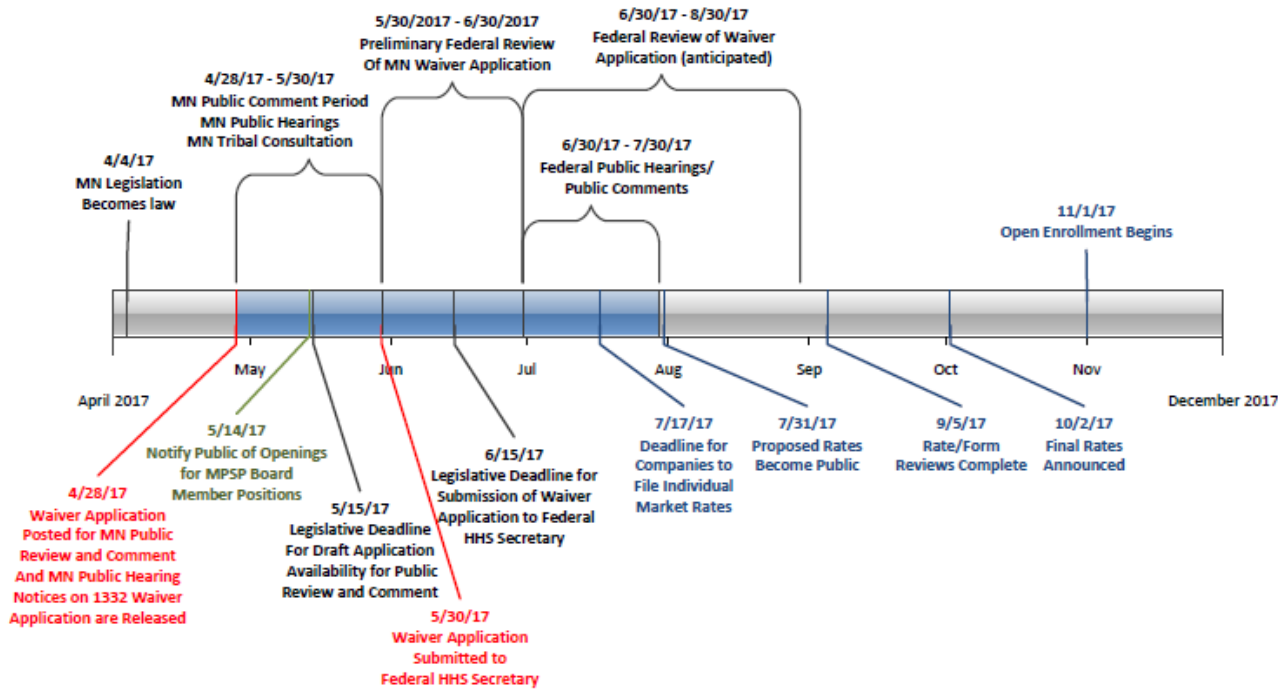 5/30/2017 - 6/30/2017
Preliminary Federal Review
Of MN Waiver Application
6/30/17 - 8/30/17
Federal Review of Waiver
Application (anticipated)
4/28/17 - 5/30/17
MN Public Comment Period
MN Public Hearings
MN Tribal Consultation
4/4/17
MN Legislation
Becomes law
6/30/17 - 7/30/17
Federal Public Hearings/
Public Comments
11/1/17
Open Enrollment Begins
May
Jun
Jul
Aug
Sep
Oct
Nov
April 2017
December 2017
4/28/17
Waiver Application
Posted for MN Public
Review and Comment
And MN Public Hearing
Notices on 1332 Waiver
Application are Released
5/14/17
Notify Public of Openings
for MPSP Board
Member Positions
5/15/17
Legislative Deadline
For Draft Application
Availability for Public
Review and Comment
5/30/17
Waiver Application
Submitted to
Federal HHS Secretary
6/15/17
Legislative Deadline for
Submission of Waiver
Application to Federal
HHS Secretary
7/17/17
Deadline for
Companies to
File Individual
Market Rates
7/31/17
Proposed Rates
Become Public
9/5/17
Rate/Form
Reviews Complete
10/2/17
Final Rates
Announced